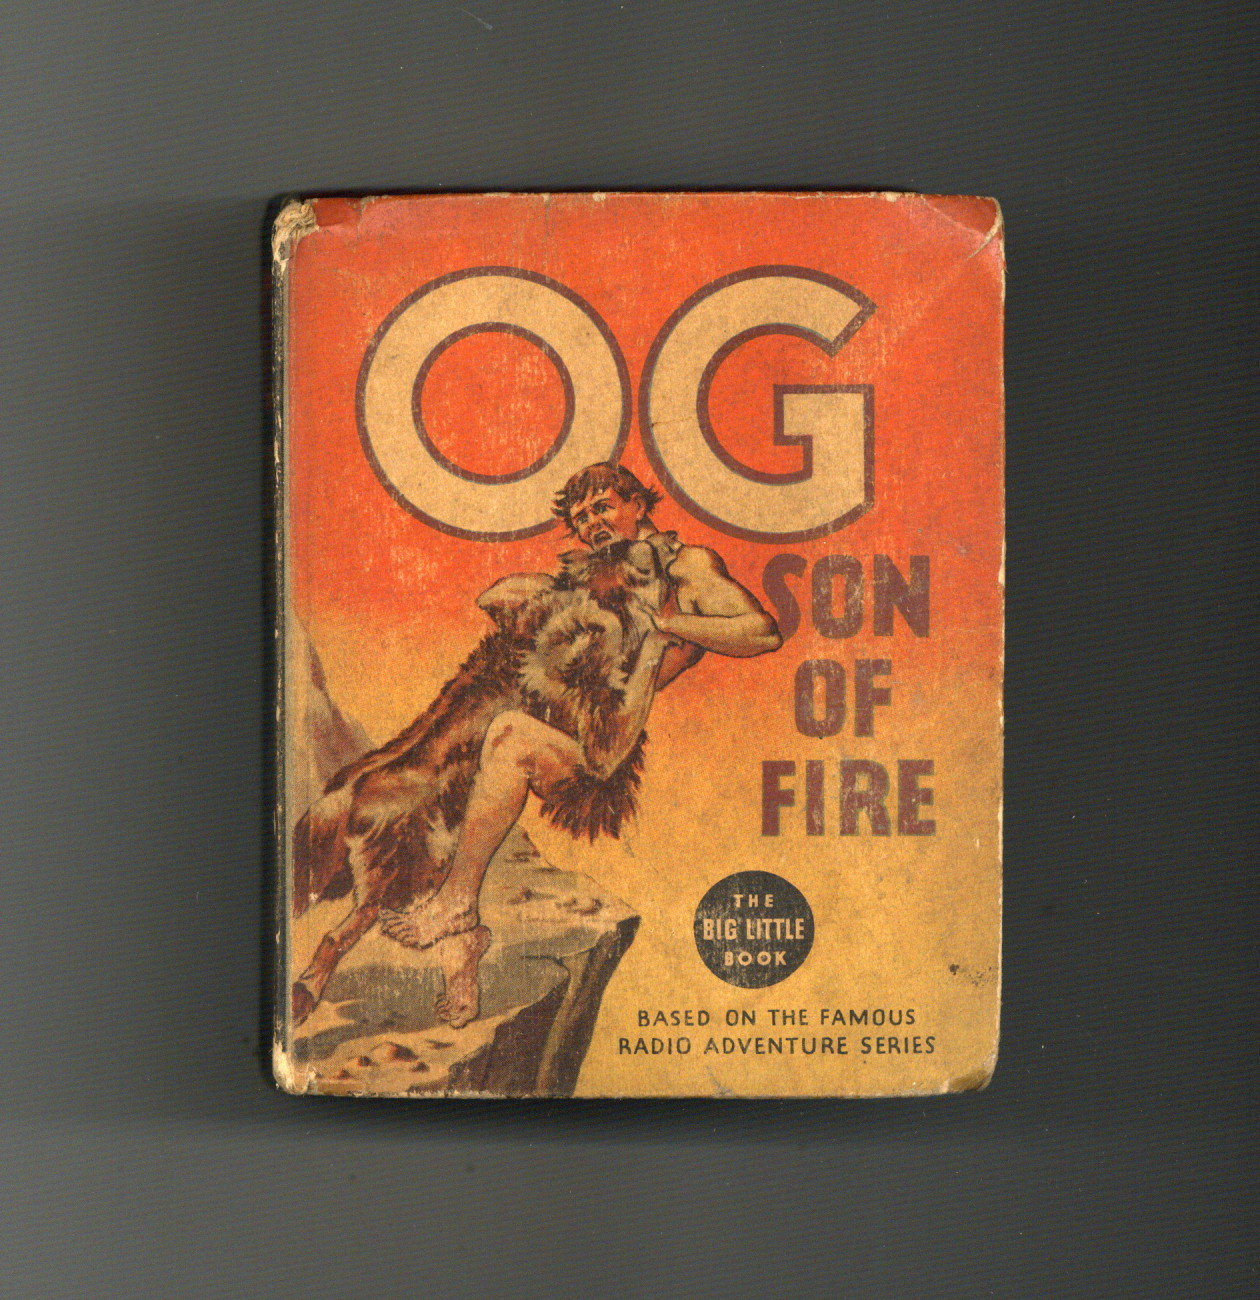 OG
SON
OF
FIRE
THE
BIG LITTLE
BOOK
BASED ON THE FAMOUS
RADIO ADVENTURE SERIES